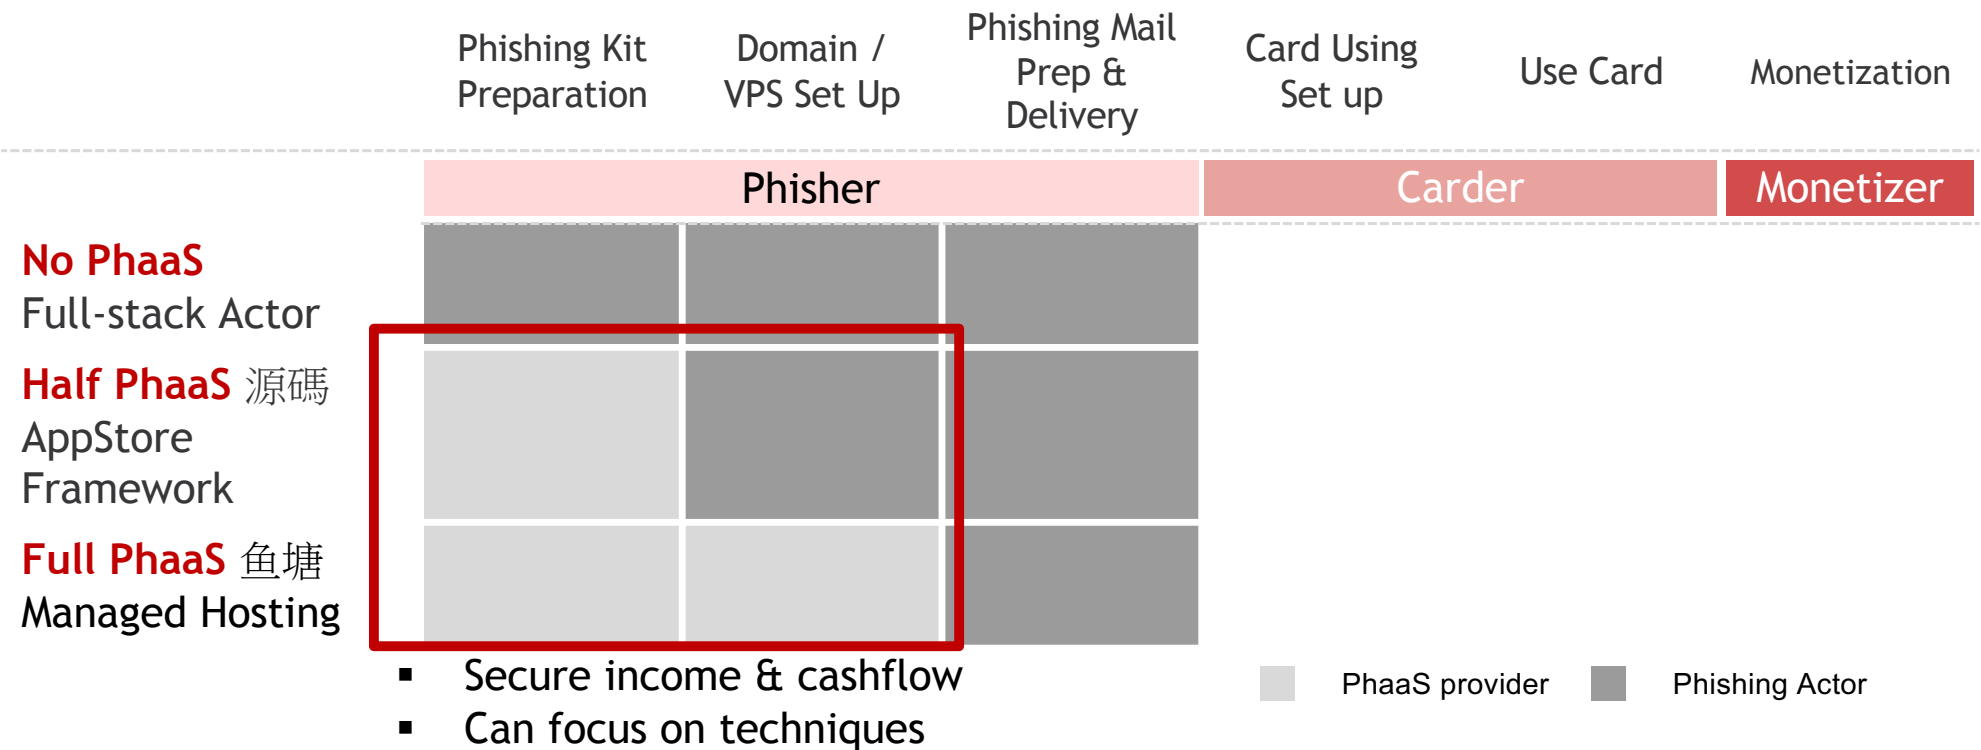 Phishing Kit
Preparation
Domain /
VPS Set Up
Phishing Mail
Prep &
Delivery
Card Using
Set up
Use Card
Monetization
Phisher
Carder
Monetizer
No PhaaS
Full-stack Actor
Half PhaaS 源碼
AppStore
Framework
Full PhaaS 鱼塘
Managed Hosting
▪ Secure income & cashflow
▪ Can focus on techniques
PhaaS provider
Phishing Actor